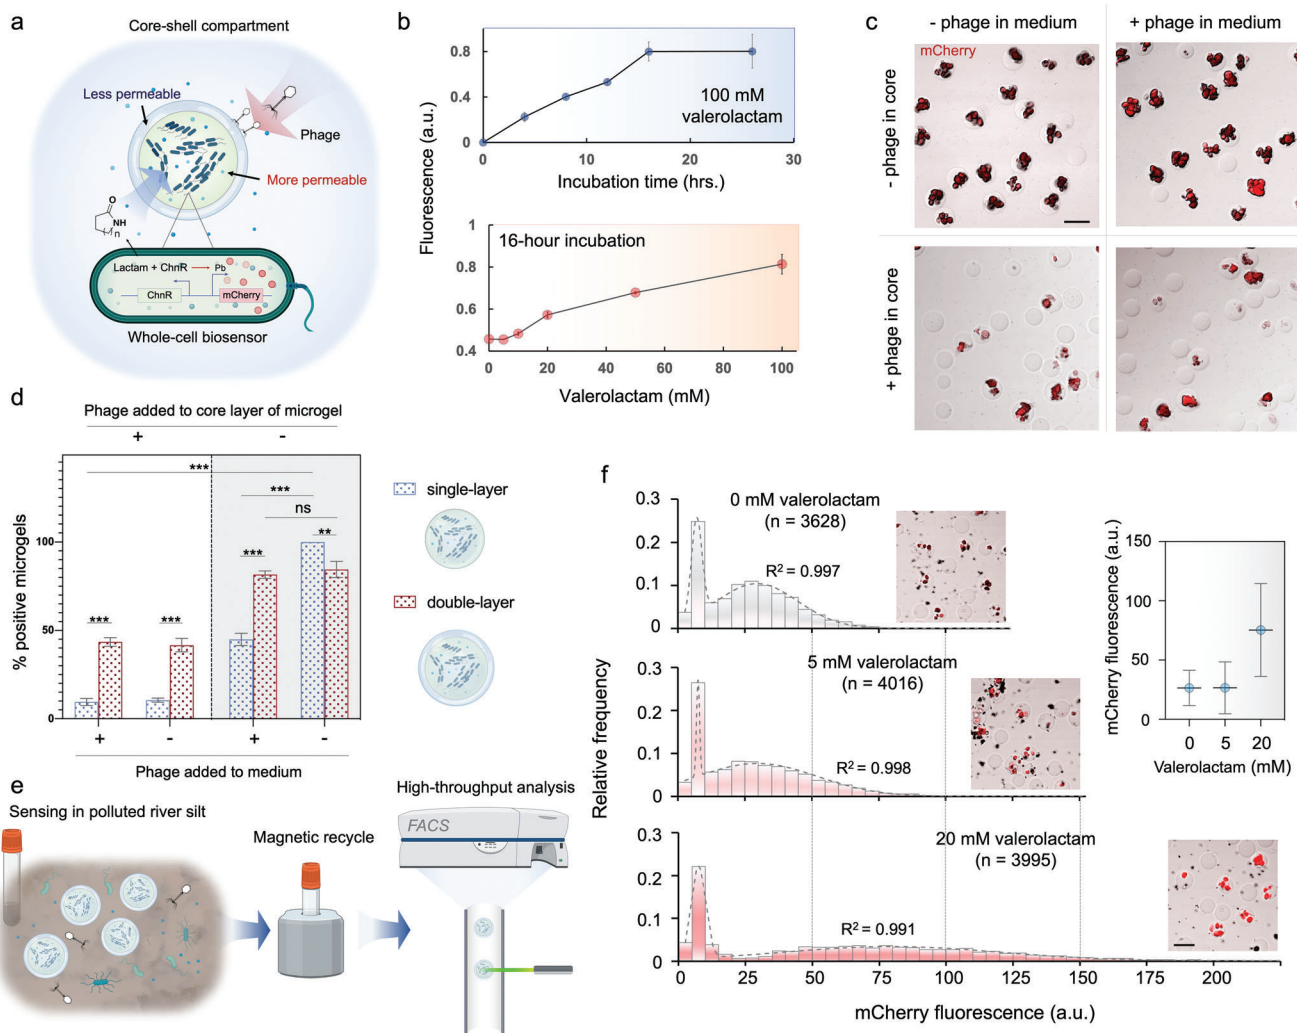 a
Core-shell compartment
Less permeable
Phage
More permeable
O
NH
n
Lactam + ChnR
Pb
ChnR
mCherry
Whole-cell biosensor
b
Fluorescence (a.u.)
0.8
0.4
0
100 mM
valerolactam
0 10 20 30
Incubation time (hrs.)
16-hour incubation
1
0.8
0.6
0.4
0 20 40 60 80 100
Valerolactam (mM)
c
- phage in medium
+ phage in medium
- phage in core
+ phage in core
mCherry
d
Phage added to core layer of microgel
+ -
***
***
ns
**
***
***
***
% positive microgels
100
50
0
+ - + -
Phage added to medium
single-layer
double-layer
e
Sensing in polluted river silt
Magnetic recycle
High-throughput analysis
FACS
f
Relative frequency
0.3
0.2
0.1
0
0 mM valerolactam
(n = 3628)
R² = 0.997
0.3
0.2
0.1
0
5 mM valerolactam
(n = 4016)
R² = 0.998
0.3
0.2
0.1
0
20 mM valerolactam
(n = 3995)
R² = 0.991
0 25 50 75 100 125 150 175 200
mCherry fluorescence (a.u.)
mCherry fluorescence (a.u.)
150
100
50
0
0 5 20
Valerolactam (mM)